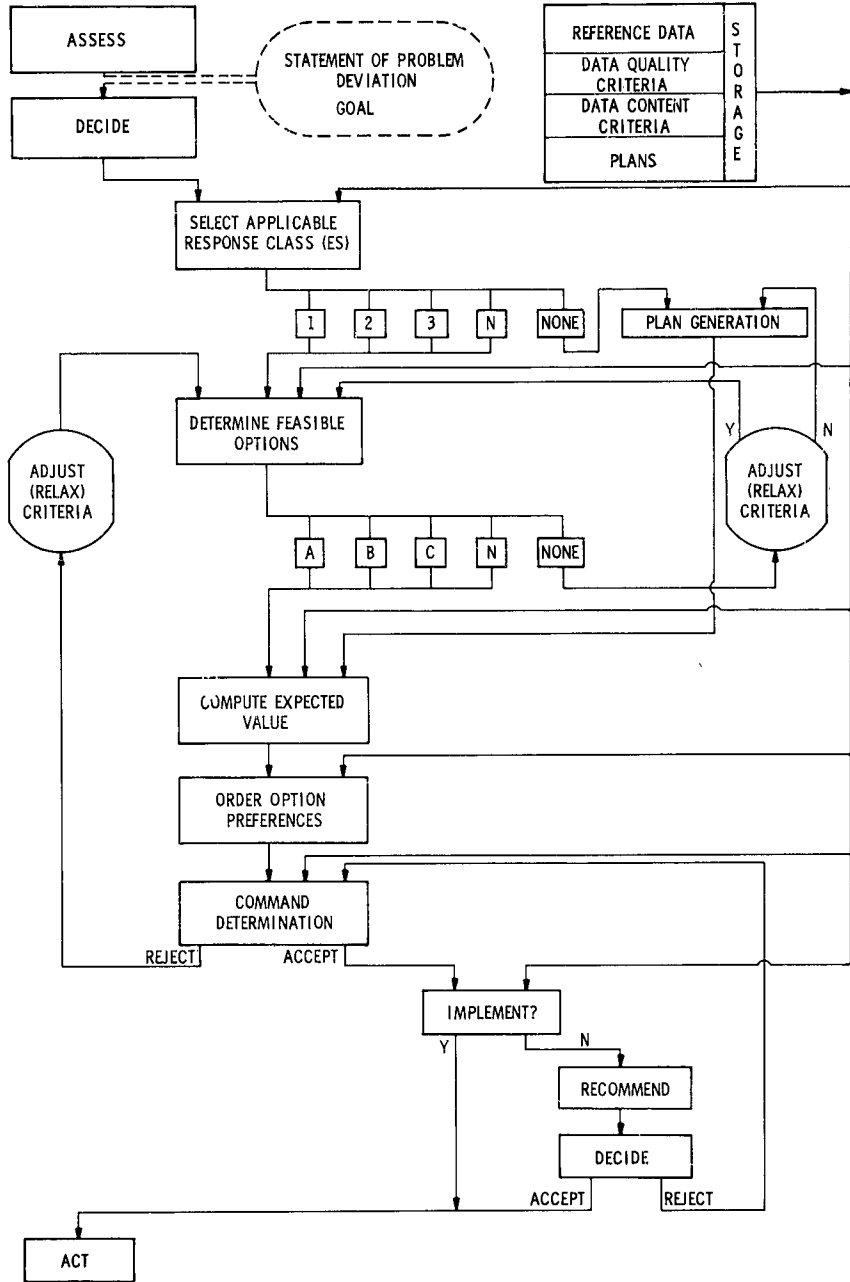 ASSESS
STATEMENT OF PROBLEM
DEVIATION
GOAL
DECIDE
REFERENCE DATA
DATA QUALITY
CRITERIA
DATA CONTENT
CRITERIA
PLANS
STORAGE
SELECT APPLICABLE
RESPONSE CLASS (ES)
1
2
3
N
NONE
PLAN GENERATION
DETERMINE FEASIBLE
OPTIONS
Y
N
ADJUST
(RELAX)
CRITERIA
ADJUST
(RELAX)
CRITERIA
A
B
C
N
NONE
COMPUTE EXPECTED
VALUE
ORDER OPTION
PREFERENCES
COMMAND
DETERMINATION
REJECT
ACCEPT
IMPLEMENT?
Y
N
RECOMMEND
DECIDE
ACCEPT
REJECT
ACT